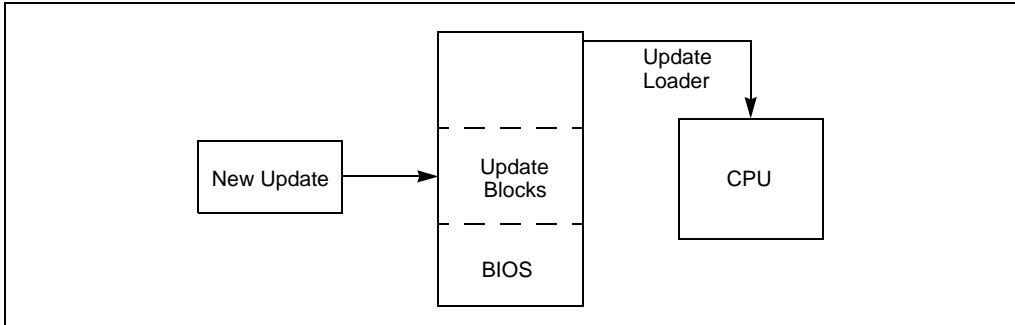 New Update
Update
Blocks
BIOS
Update
Loader
CPU